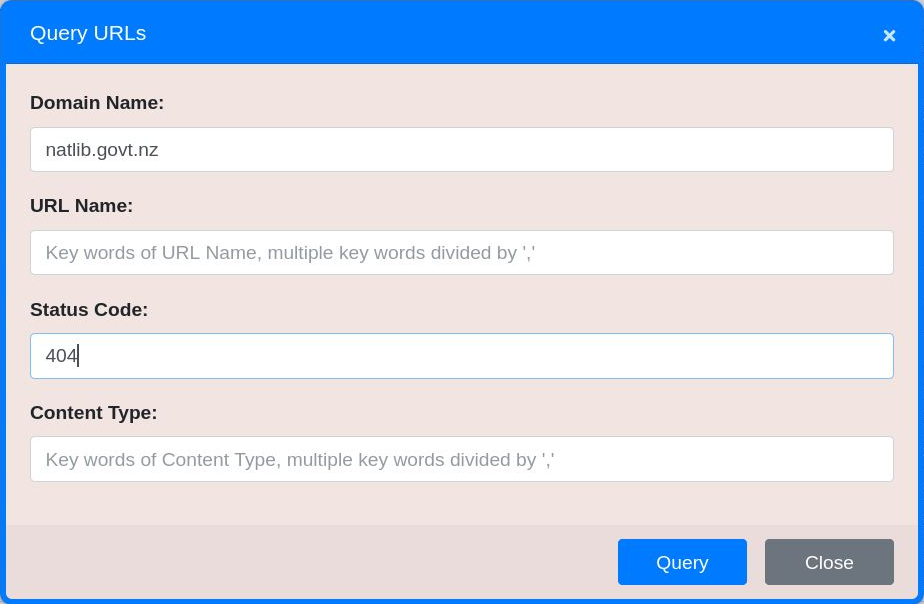 Query URLs
×
Domain Name:
natlib.govt.nz
URL Name:
Key words of URL Name, multiple key words divided by ','
Status Code:
404
Content Type:
Key words of Content Type, multiple key words divided by ','
Query
Close